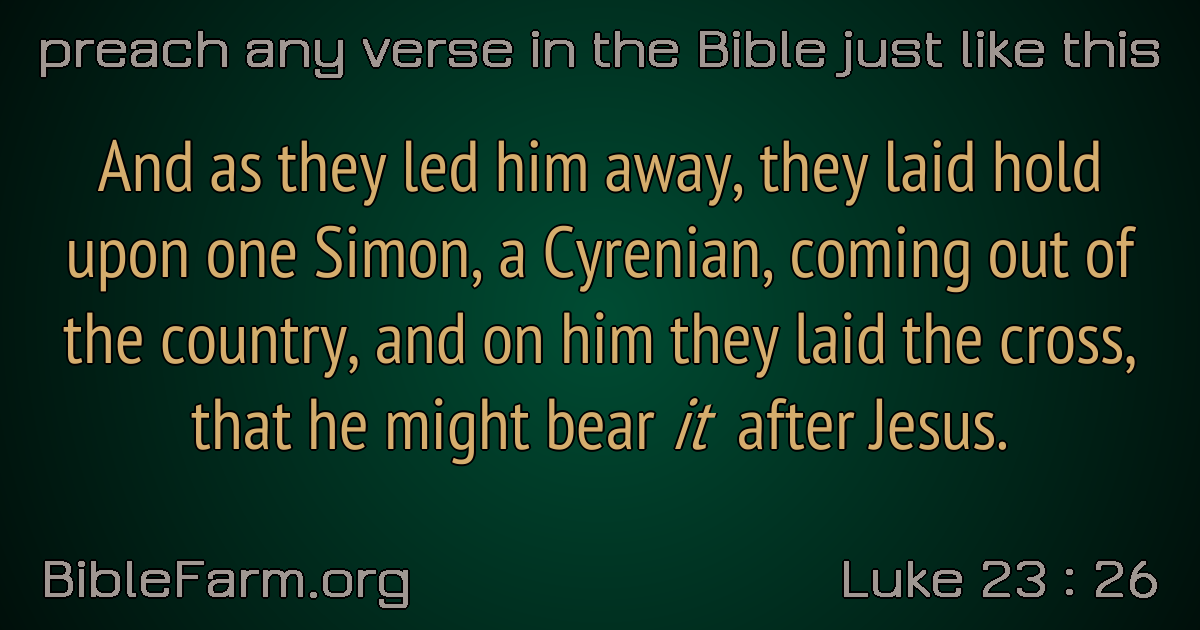 preach any verse in the Bible just like this
And as they led him away, they laid hold
upon one Simon, a Cyrenian, coming out of
the country, and on him they laid the cross,
that he might bear it after Jesus.
BibleFarm.org
Luke 23 : 26